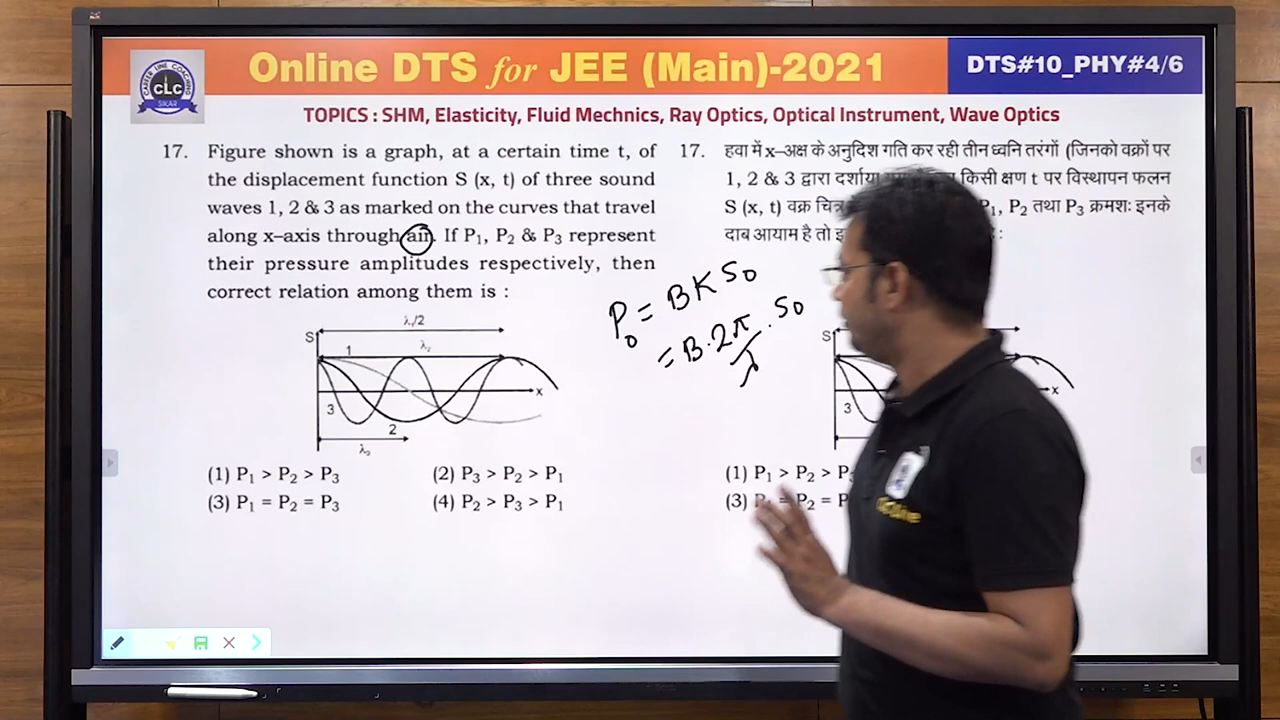 CAREER LINE COACHING
CLC
SIKAR
Online DTS for JEE (Main)-2021
DTS#10_PHY#4/6
TOPICS : SHM, Elasticity, Fluid Mechnics, Ray Optics, Optical Instrument, Wave Optics
17. Figure shown is a graph, at a certain time t, of
the displacement function S (x, t) of three sound
waves 1, 2 & 3 as marked on the curves that travel
along x–axis through air. If P₁, P₂ & P₃ represent
their pressure amplitudes respectively, then
correct relation among them is :
λ/2
S
1
λ₂
x
3
2
λ₃
(1) P₁ > P₂ > P₃
(2) P₃ > P₂ > P₁
(3) P₁ = P₂ = P₃
(4) P₂ > P₃ > P₁
P₀ = BKS₀
= B·2π/λ · S₀
17. हवा में x–अक्ष के अनुदिश गति कर रही तीन ध्वनि तरंगों (जिनको वक्रों पर
1, 2 & 3 द्वारा किसी क्षण t पर विस्थापन फलन
S (x, t) वक्र P₁, P₂ तथा P₃ क्रमशः इनके
दाब आयाम है तो :
S
x
3
(1) P₁ > P₂ > P₃
(3) P₁ = P₂ = P